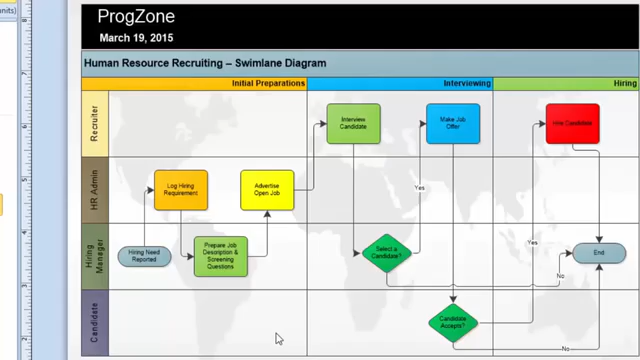 units)
ProgZone
March 19, 2015
Human Resource Recruiting – Swimlane Diagram
Initial Preparations
Interviewing
Hiring
Recruiter
Interview
Candidate
Make Job
Offer
Hire Candidate
HR Admin
Log Hiring
Requirement
Advertise
Open Job
Yes
Hiring
Manager
Hiring Need
Reported
Prepare Job
Description &
Screening
Questions
Select a
Candidate?
Yes
End
No
Candidate
Candidate
Accepts?
No